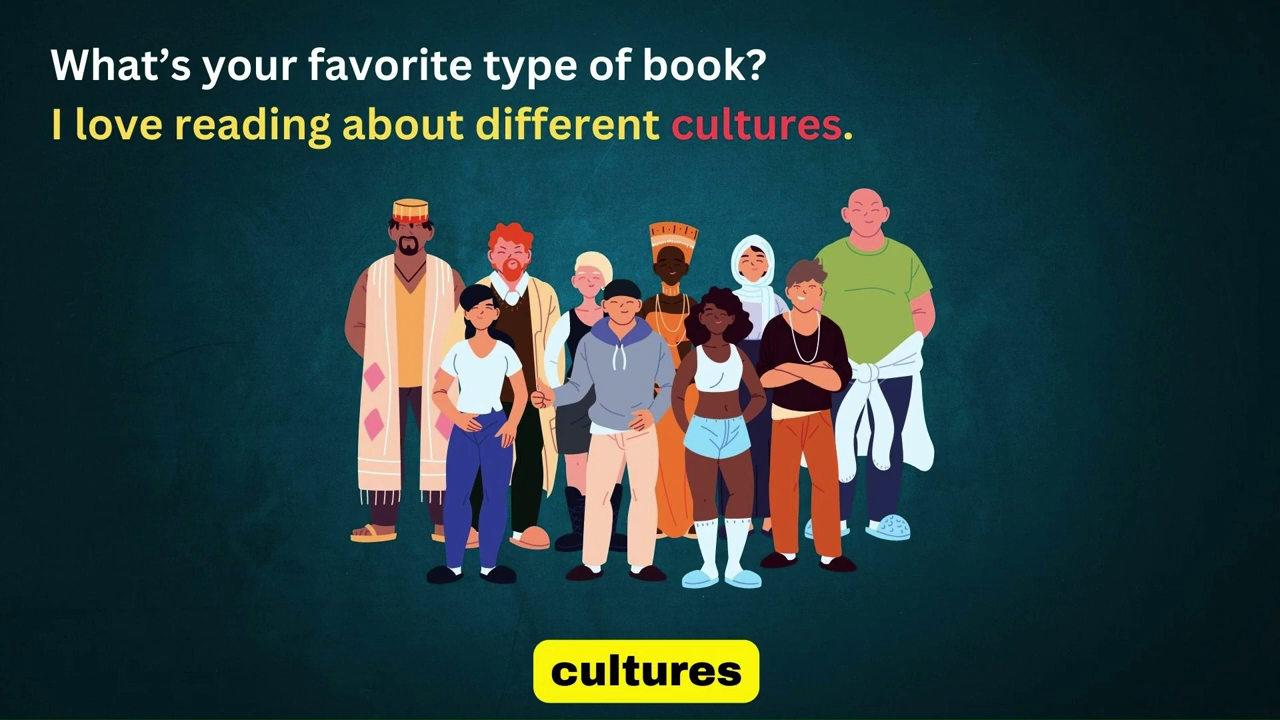 What’s your favorite type of book?
I love reading about different cultures.
cultures